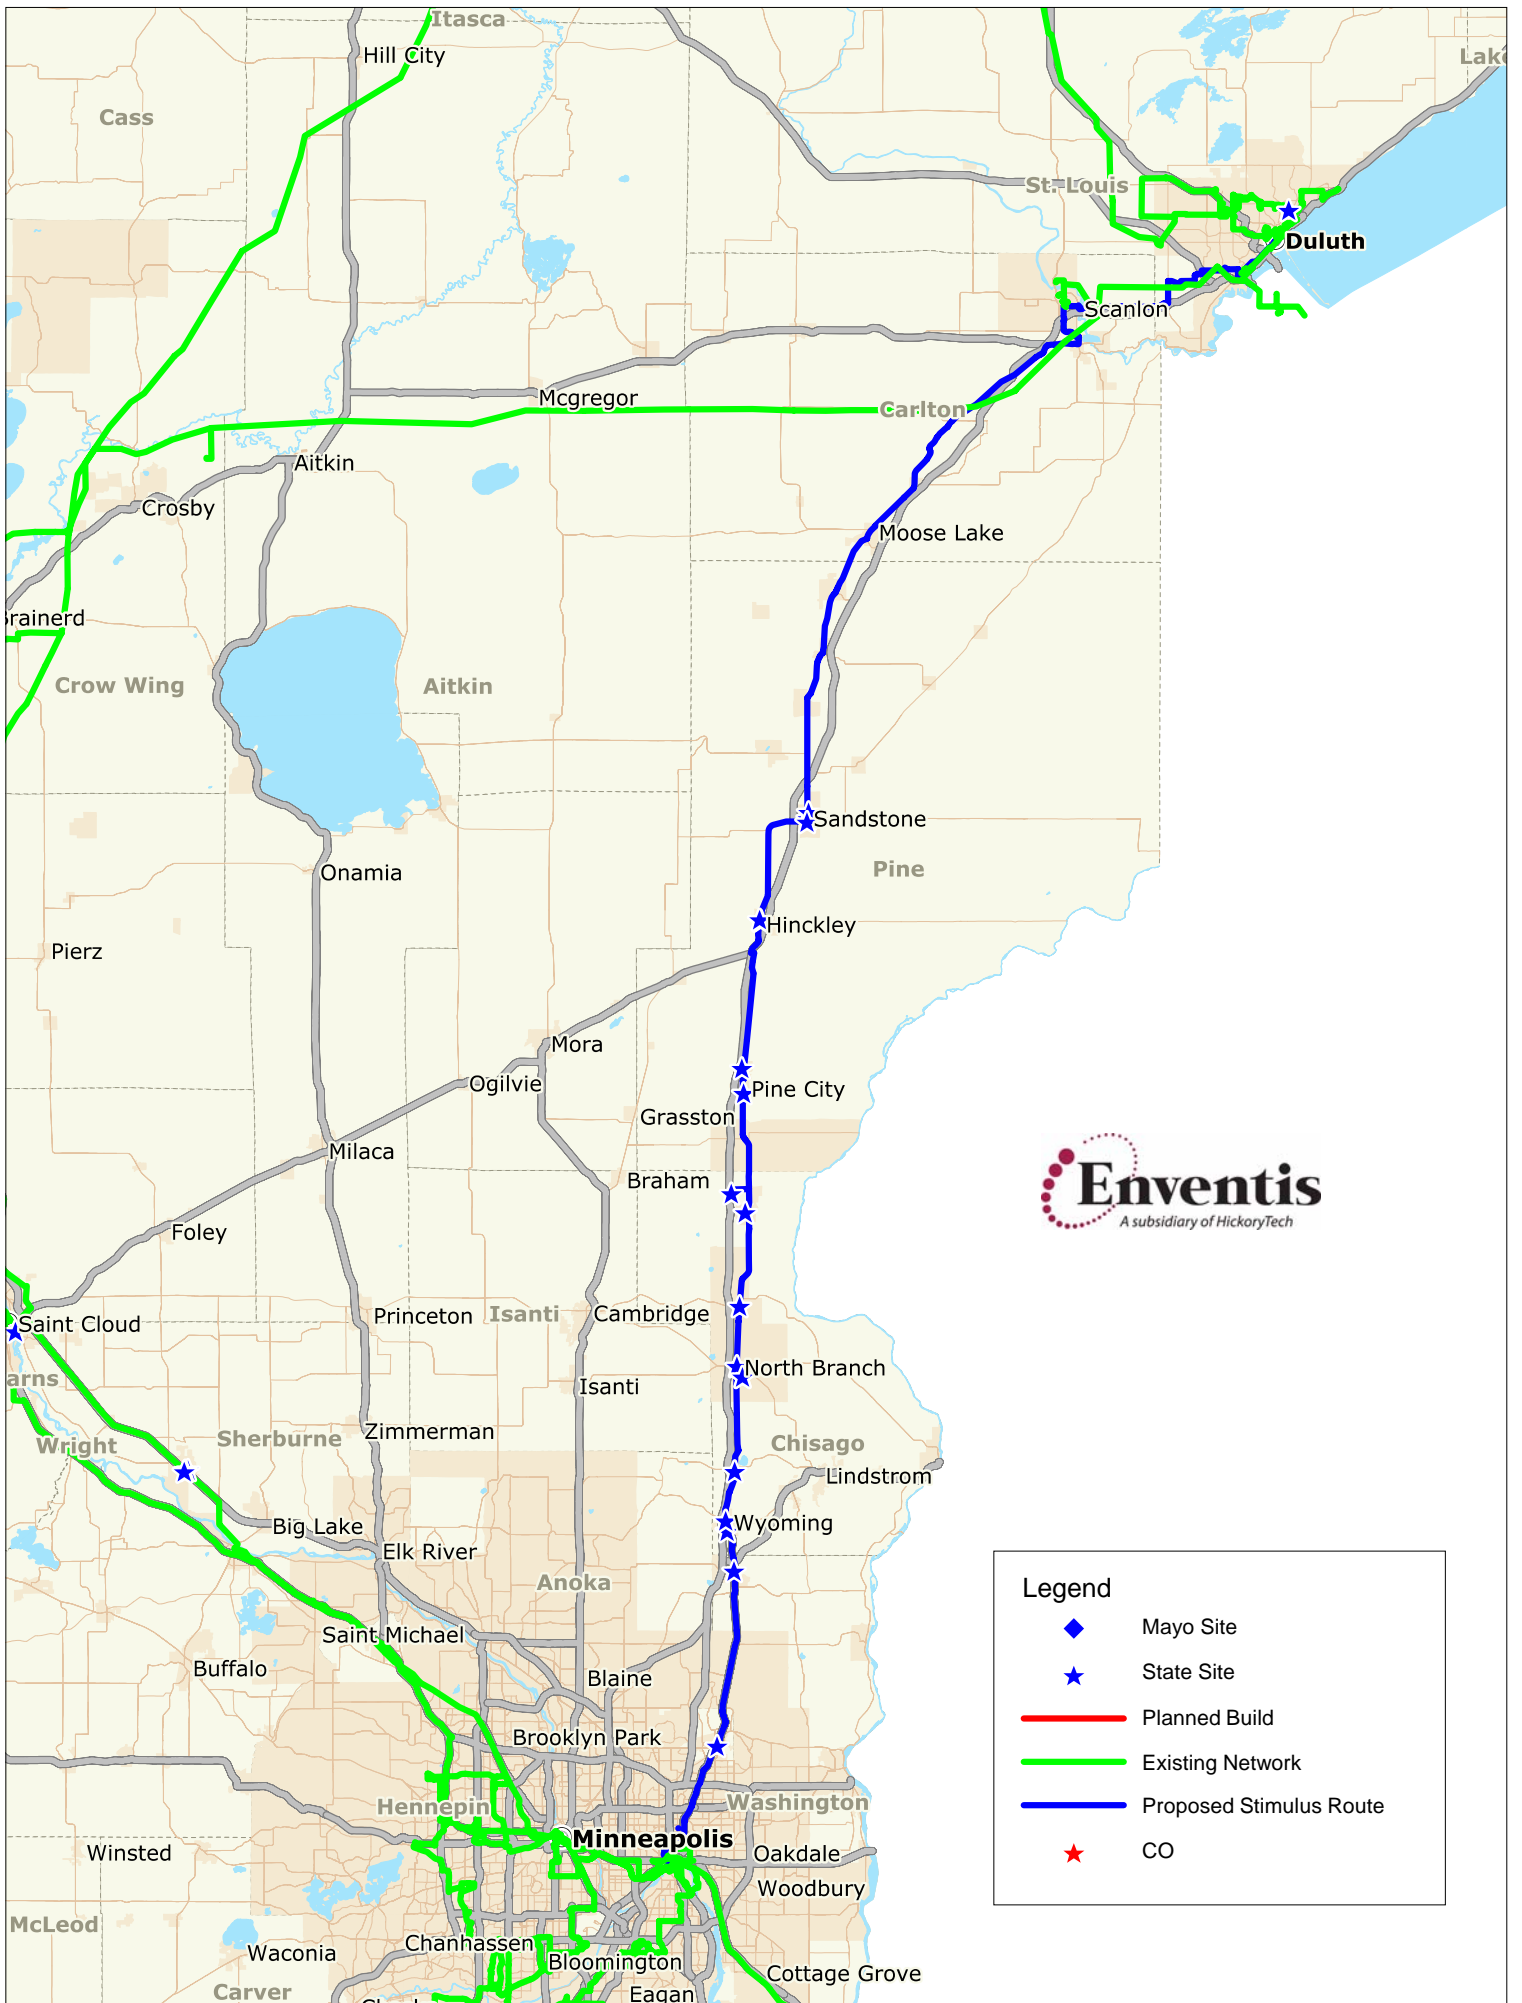 Itasca
Hill City
Lake
Cass
St. Louis
Duluth
Scanlon
Mcgregor
Carlton
Aitkin
Crosby
Moose Lake
Brainerd
Crow Wing
Aitkin
Sandstone
Onamia
Pine
Hinckley
Pierz
Mora
Ogilvie
Pine City
Grasston
Milaca
Braham
Enventis
A subsidiary of HickoryTech
Foley
Princeton
Isanti
Cambridge
Saint Cloud
North Branch
arns
Isanti
Zimmerman
Sherburne
Wright
Chisago
Lindstrom
Wyoming
Big Lake
Elk River
Anoka
Legend
Mayo Site
Saint Michael
State Site
Buffalo
Blaine
Planned Build
Brooklyn Park
Existing Network
Hennepin
Washington
Proposed Stimulus Route
Minneapolis
CO
Winsted
Oakdale
Woodbury
McLeod
Waconia
Chanhassen
Bloomington
Cottage Grove
Carver
Eagan